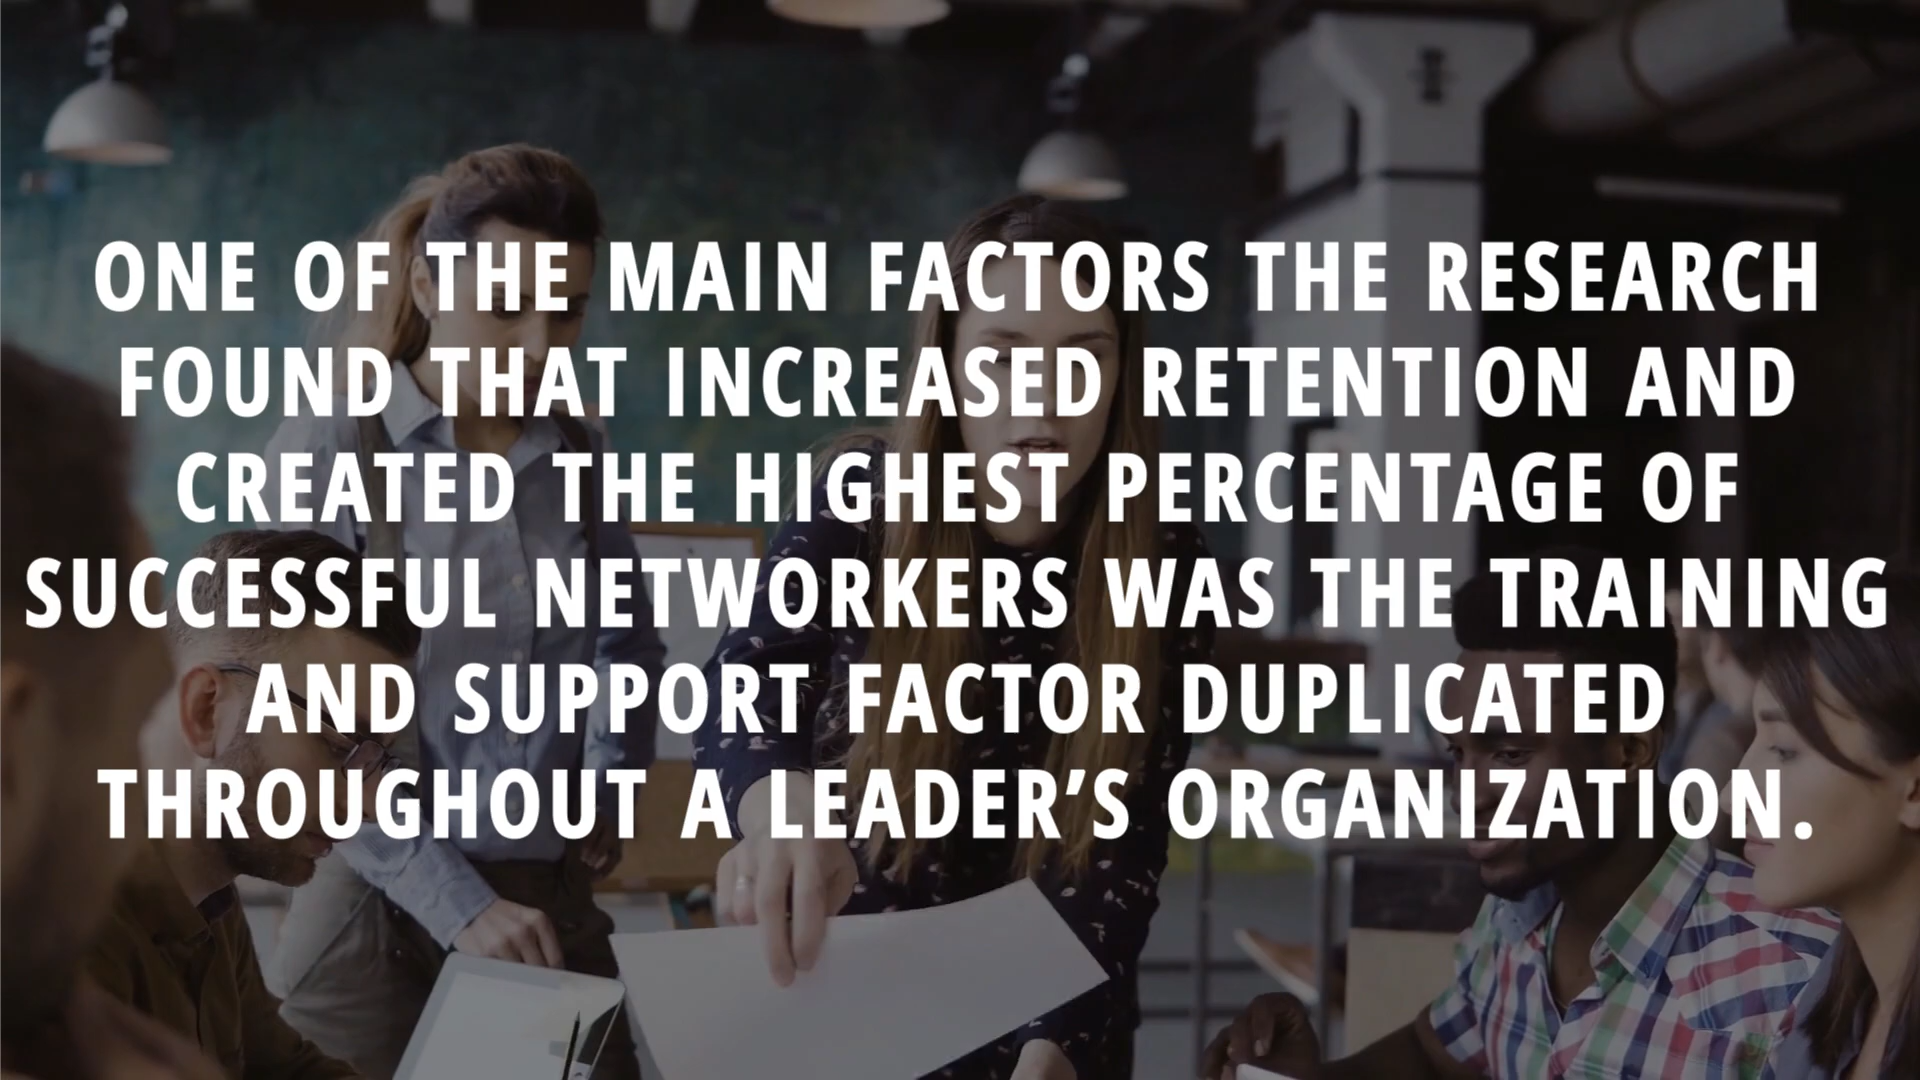 ONE OF THE MAIN FACTORS THE RESEARCH
FOUND THAT INCREASED RETENTION AND
CREATED THE HIGHEST PERCENTAGE OF
SUCCESSFUL NETWORKERS WAS THE TRAINING
AND SUPPORT FACTOR DUPLICATED
THROUGHOUT A LEADER’S ORGANIZATION.